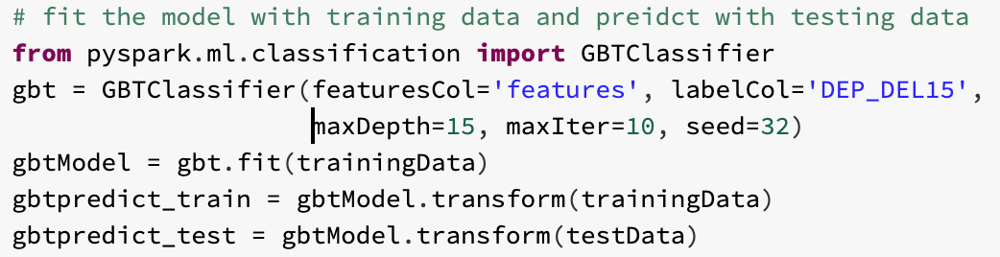 # fit the model with training data and preidct with testing data
from pyspark.ml.classification import GBTClassifier
gbt = GBTClassifier(featuresCol='features', labelCol='DEP_DEL15',
                    maxDepth=15, maxIter=10, seed=32)
gbtModel = gbt.fit(trainingData)
gbtpredict_train = gbtModel.transform(trainingData)
gbtpredict_test = gbtModel.transform(testData)